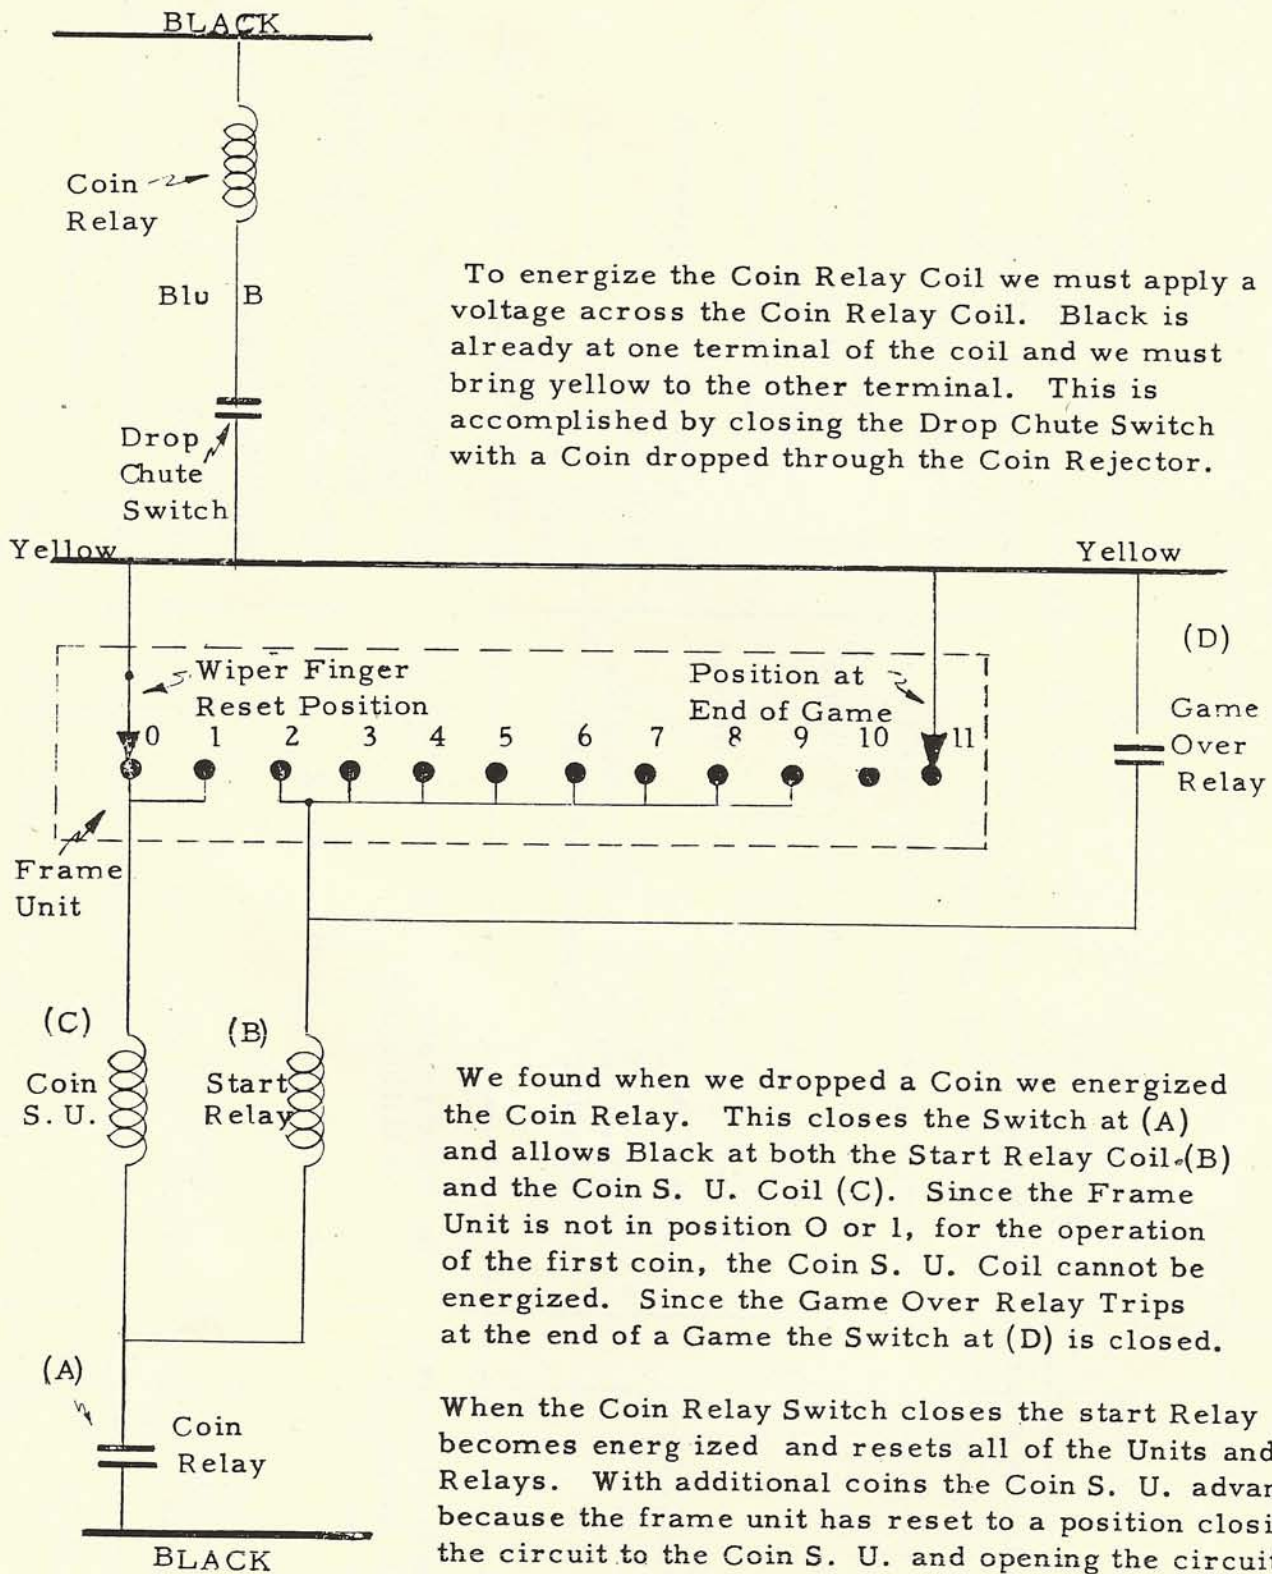 BLACK
Coin
Relay
Blu B
To energize the Coin Relay Coil we must apply a
voltage across the Coin Relay Coil. Black is
already at one terminal of the coil and we must
bring yellow to the other terminal. This is
accomplished by closing the Drop Chute Switch
with a Coin dropped through the Coin Rejector.
Drop
Chute
Switch
Yellow
Yellow
(D)
Wiper Finger
Reset Position
Position at
End of Game
Game
Over
Relay
0 1 2 3 4 5 6 7 8 9 10 11
Frame
Unit
(C)
(B)
Coin
S. U.
Start
Relay
We found when we dropped a Coin we energized
the Coin Relay. This closes the Switch at (A)
and allows Black at both the Start Relay Coil (B)
and the Coin S. U. Coil (C). Since the Frame
Unit is not in position O or 1, for the operation
of the first coin, the Coin S. U. Coil cannot be
energized. Since the Game Over Relay Trips
at the end of a Game the Switch at (D) is closed.
(A)
Coin
Relay
When the Coin Relay Switch closes the start Relay
becomes energ ized and resets all of the Units and
Relays. With additional coins the Coin S. U. advan
because the frame unit has reset to a position closi
the circuit to the Coin S. U. and opening the circuit
BLACK